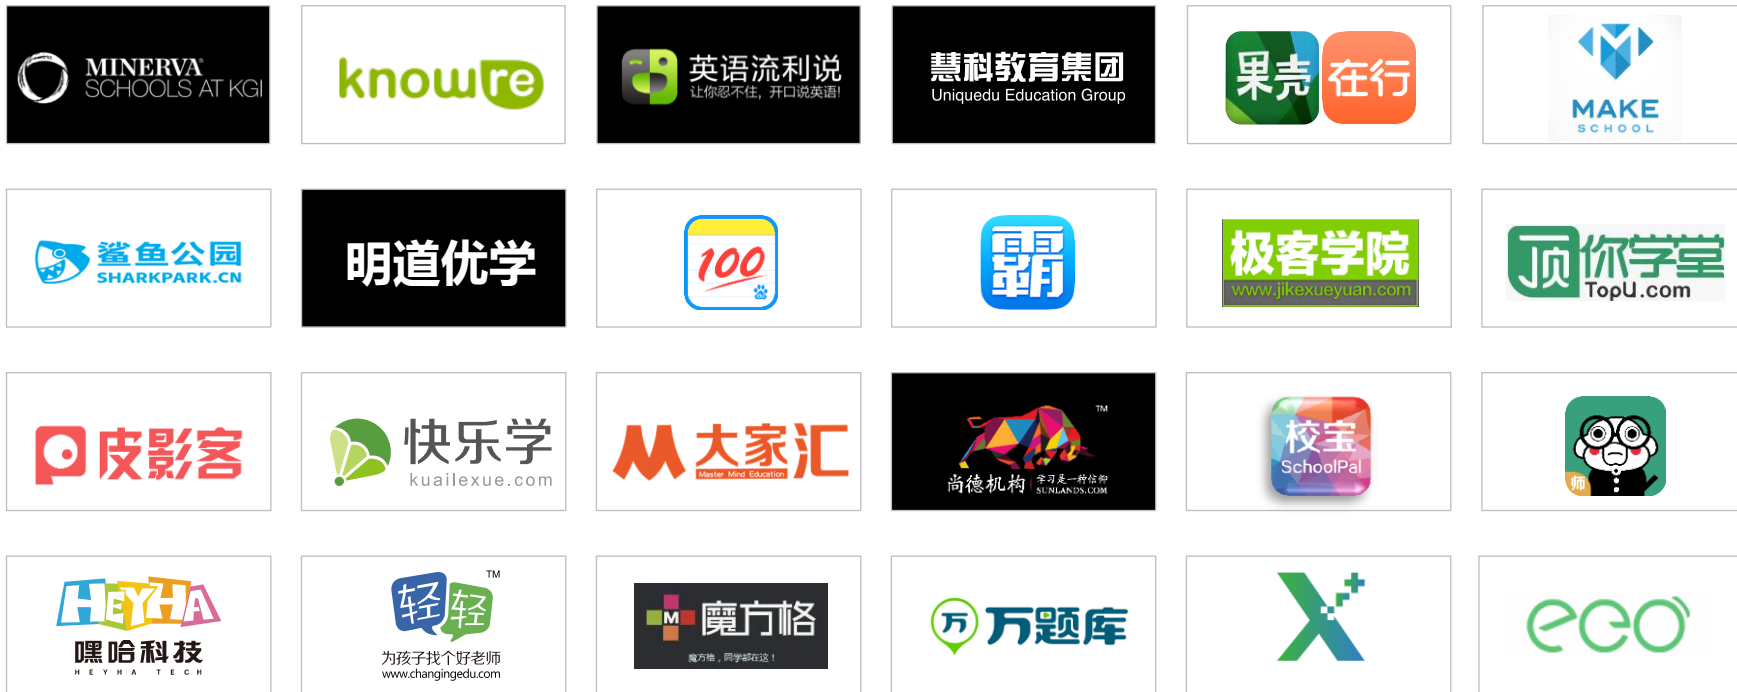 MINERVA®
SCHOOLS AT KGI
knowre
英语流利说
让你忍不住，开口说英语!
慧科教育集团
Uniquedu Education Group
果壳
在行
MAKE
SCHOOL
鲨鱼公园
SHARKPARK.CN
明道优学
100
霸
极客学院
www.jikexueyuan.com
顶你学堂
TopU.com
皮影客
快乐学
kuailexue.com
大家汇
Master Mind Education
TM
尚德机构
学习是一种信仰
SUNLANDS.COM
校宝
SchoolPal
师
HEYHA
嘿哈科技
HEYHA TECH
TM
轻轻
为孩子找个好老师
www.changingedu.com
M
魔方格
魔方格，同学都在这！
万
万题库
X
eeo